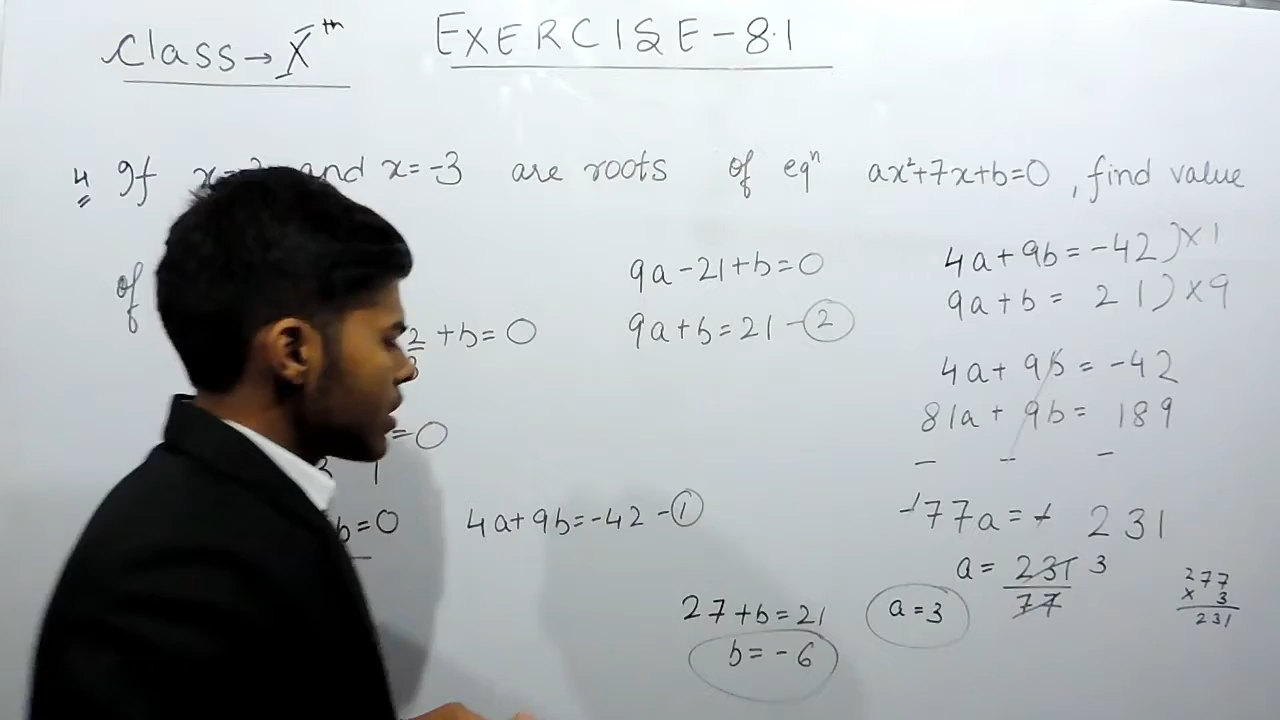 Class → Xth
EXERCISE - 8.1
4 If and x = -3 are roots of eqn ax²+7x+b=0, find value
of
+b=0
=0
b=0
4a+9b=-42 - ①
9a-21+b=0
9a+b=21 - ②
4a+9b=-42)×1
9a+b= 21)×9
4a+9b=-42
81a+9b= 189
- - -
-77a=- 231
a= 231 3
77
277
× 3
231
a=3
27+b=21
b=-6